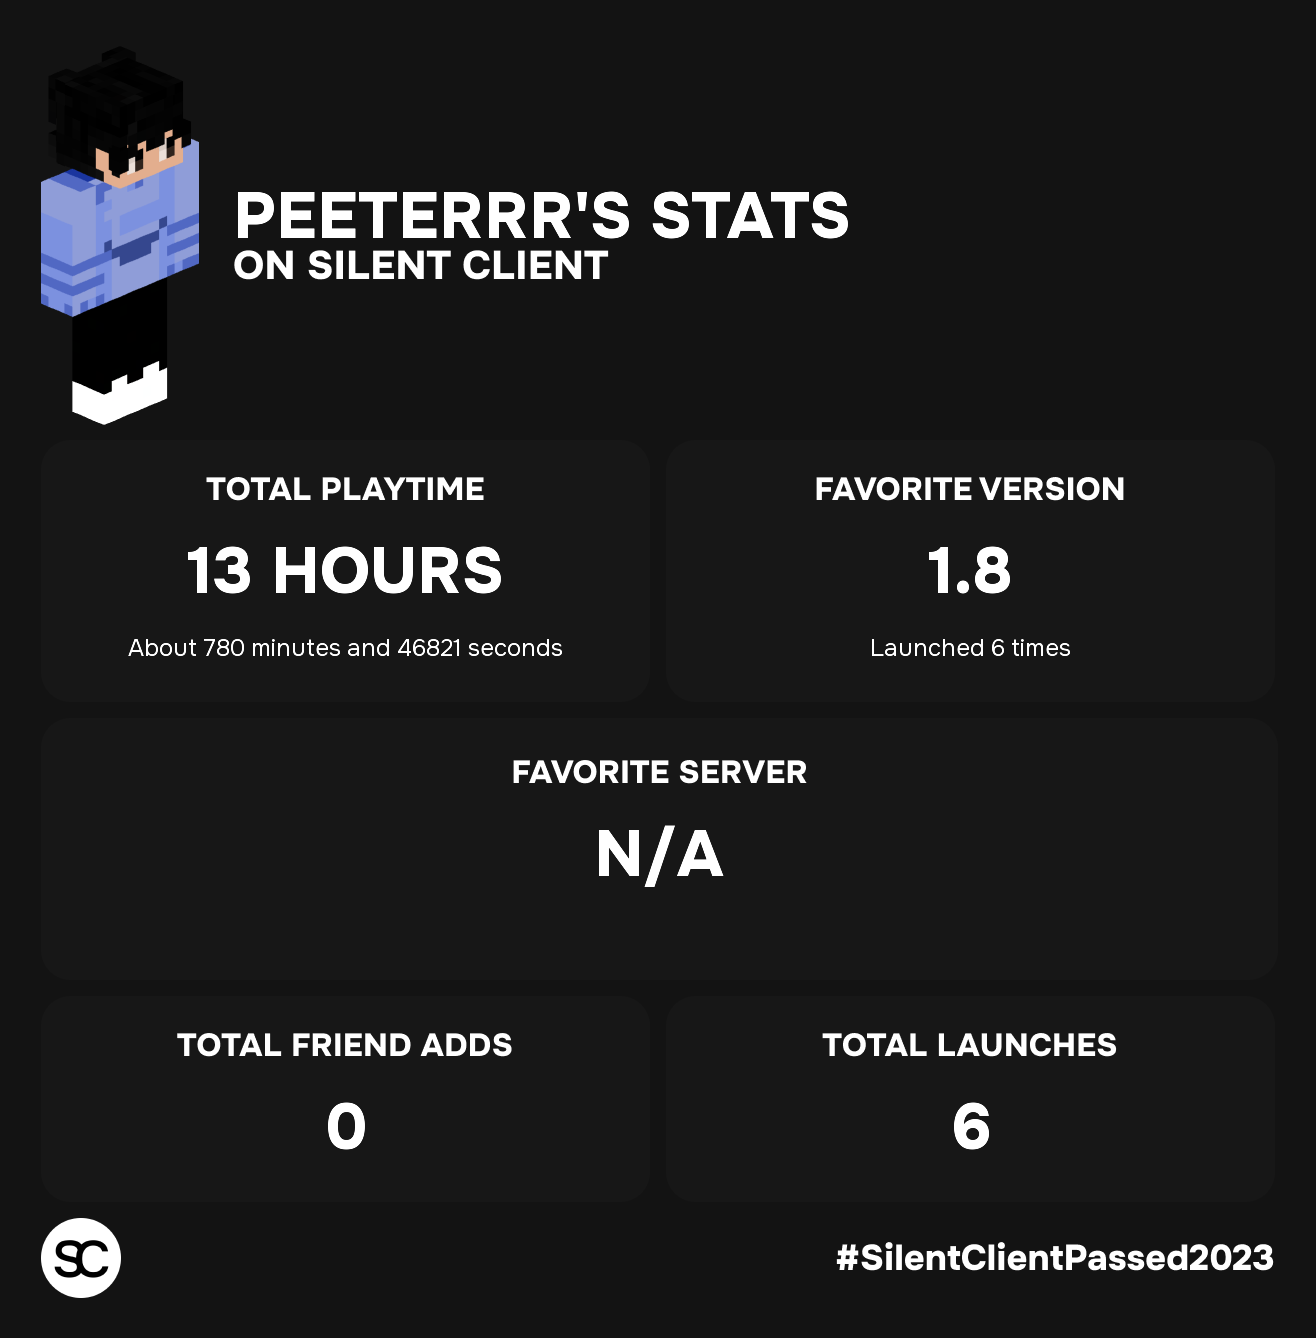 PEETERRR'S STATS
ON SILENT CLIENT
TOTAL PLAYTIME
13 HOURS
About 780 minutes and 46821 seconds
FAVORITE VERSION
1.8
Launched 6 times
FAVORITE SERVER
N/A
TOTAL FRIEND ADDS
0
TOTAL LAUNCHES
6
SC
#SilentClientPassed2023